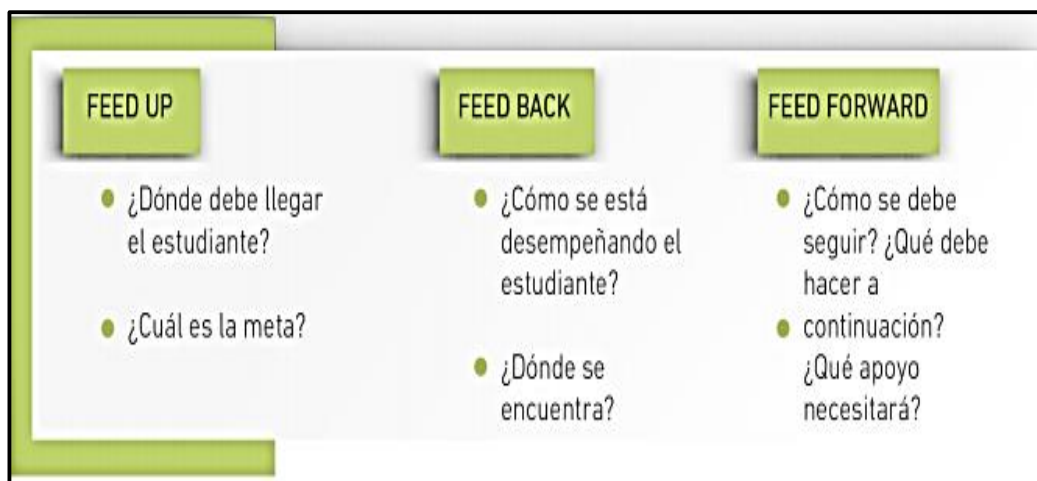 FEED UP
¿Dónde debe llegar
el estudiante?
¿Cuál es la meta?
FEED BACK
¿Cómo se está
desempeñando el
estudiante?
¿Dónde se
encuentra?
FEED FORWARD
¿Cómo se debe
seguir? ¿Qué debe
hacer a
continuación?
¿Qué apoyo
necesitará?